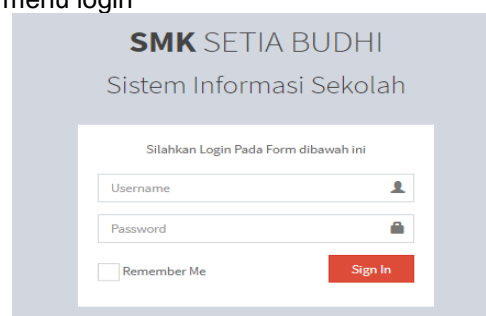 menu login
SMK SETIA BUDHI
Sistem Informasi Sekolah
Silahkan Login Pada Form dibawah ini
Username
Password
Remember Me
Sign In